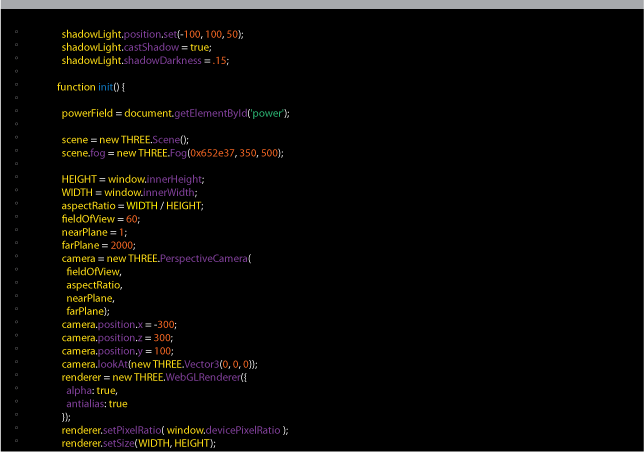 shadowLight.position.set(-100, 100, 50);
shadowLight.castShadow = true;
shadowLight.shadowDarkness = .15;
function init() {
powerField = document.getElementById('power');
scene = new THREE.Scene();
scene.fog = new THREE.Fog(0x652e37, 350, 500);
HEIGHT = window.innerHeight;
WIDTH = window.innerWidth;
aspectRatio = WIDTH / HEIGHT;
fieldOfView = 60;
nearPlane = 1;
farPlane = 2000;
camera = new THREE.PerspectiveCamera(
fieldOfView,
aspectRatio,
nearPlane,
farPlane);
camera.position.x = -300;
camera.position.z = 300;
camera.position.y = 100;
camera.lookAt(new THREE.Vector3(0, 0, 0));
renderer = new THREE.WebGLRenderer({
alpha: true,
antialias: true
});
renderer.setPixelRatio( window.devicePixelRatio );
renderer.setSize(WIDTH, HEIGHT);